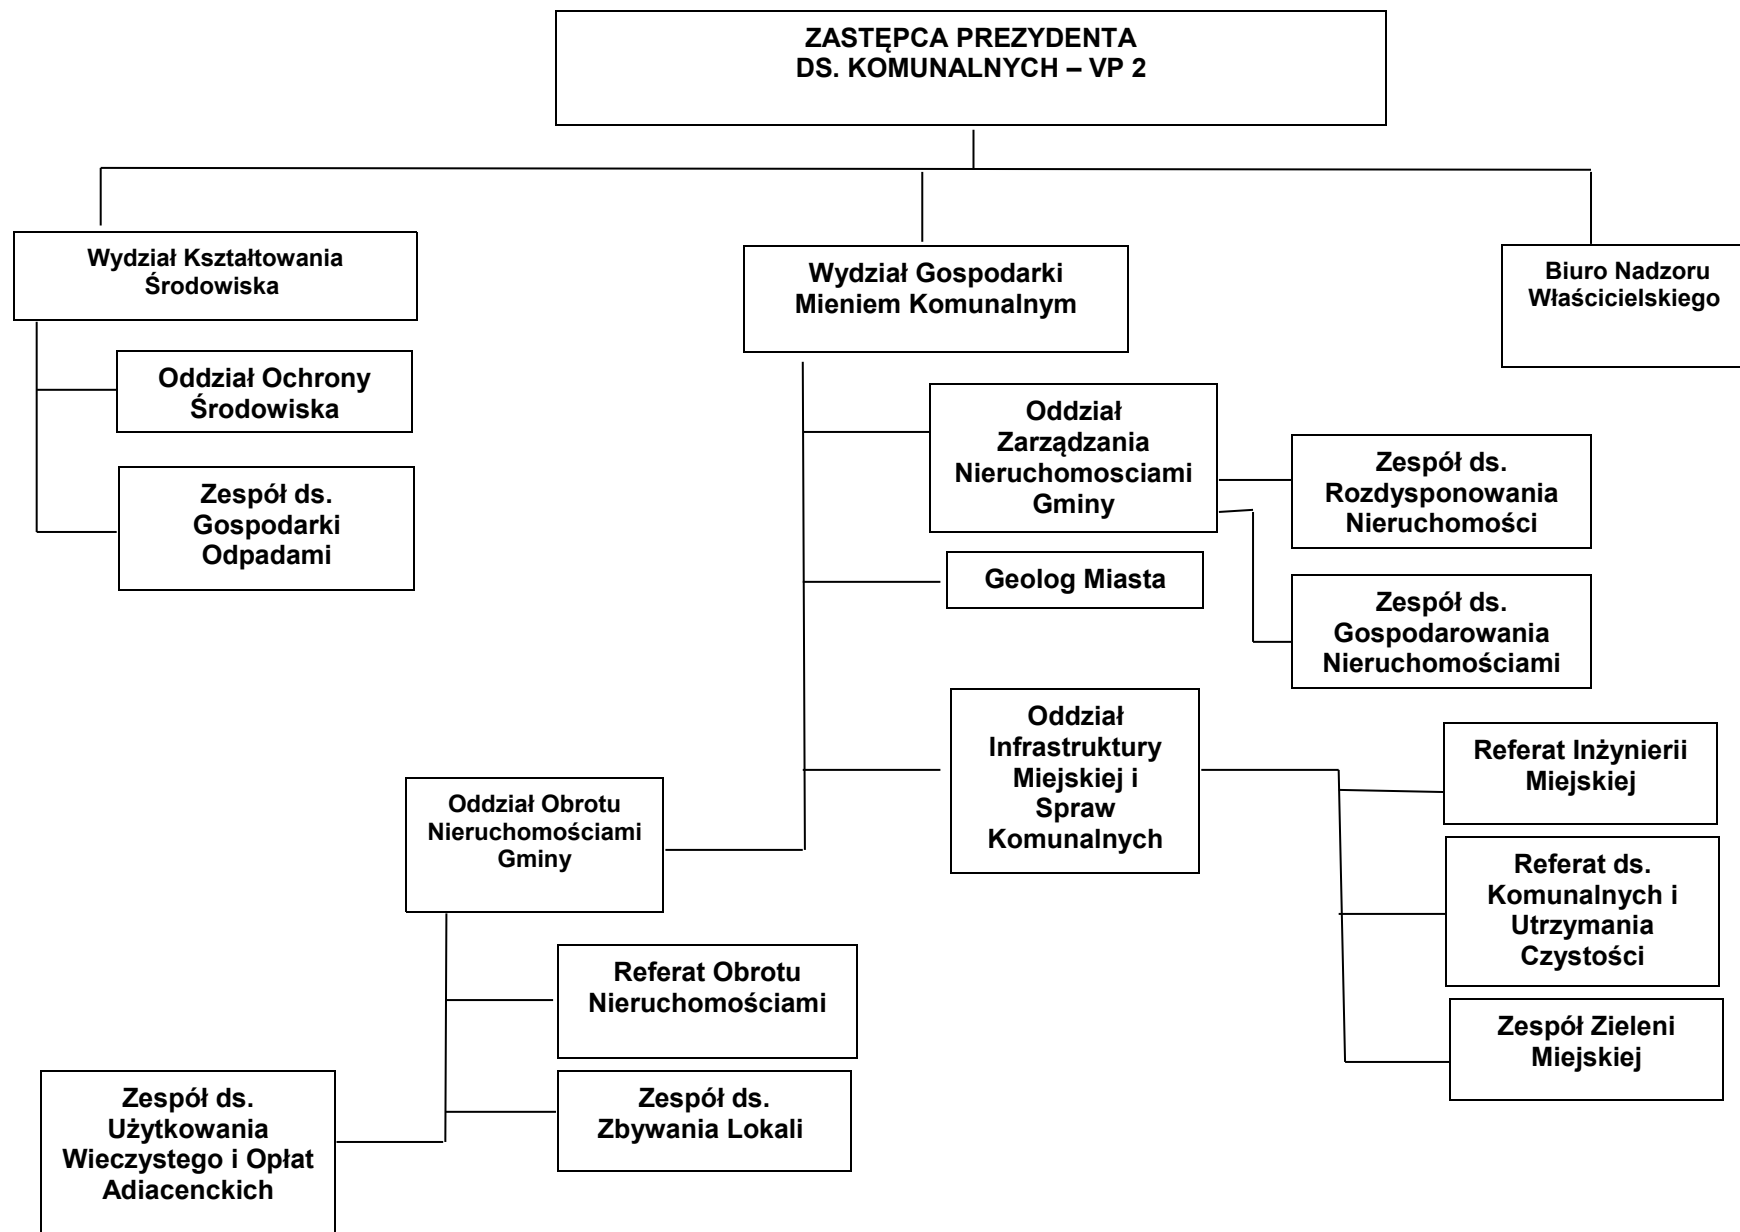 ZASTĘPCA PREZYDENTA
DS. KOMUNALNYCH – VP 2
Wydział Kształtowania
Środowiska
Wydział Gospodarki
Mieniem Komunalnym
Biuro Nadzoru
Właścicielskiego
Oddział Ochrony
Środowiska
Zespół ds.
Gospodarki
Odpadami
Oddział
Zarządzania
Nieruchomosciami
Gminy
Zespół ds.
Rozdysponowania
Nieruchomości
Geolog Miasta
Zespół ds.
Gospodarowania
Nieruchomościami
Oddział
Infrastruktury
Miejskiej i
Spraw
Komunalnych
Referat Inżynierii
Miejskiej
Oddział Obrotu
Nieruchomościami
Gminy
Referat ds.
Komunalnych i
Utrzymania
Czystości
Referat Obrotu
Nieruchomościami
Zespół Zieleni
Miejskiej
Zespół ds.
Użytkowania
Wieczystego i Opłat
Adiacenckich
Zespół ds.
Zbywania Lokali